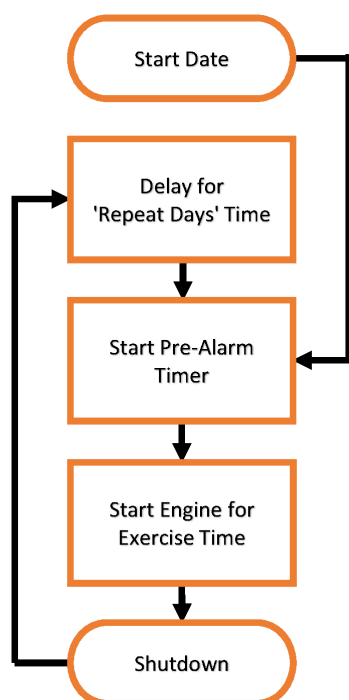 Start Date
Delay for
'Repeat Days' Time
Start Pre-Alarm
Timer
Start Engine for
Exercise Time
Shutdown